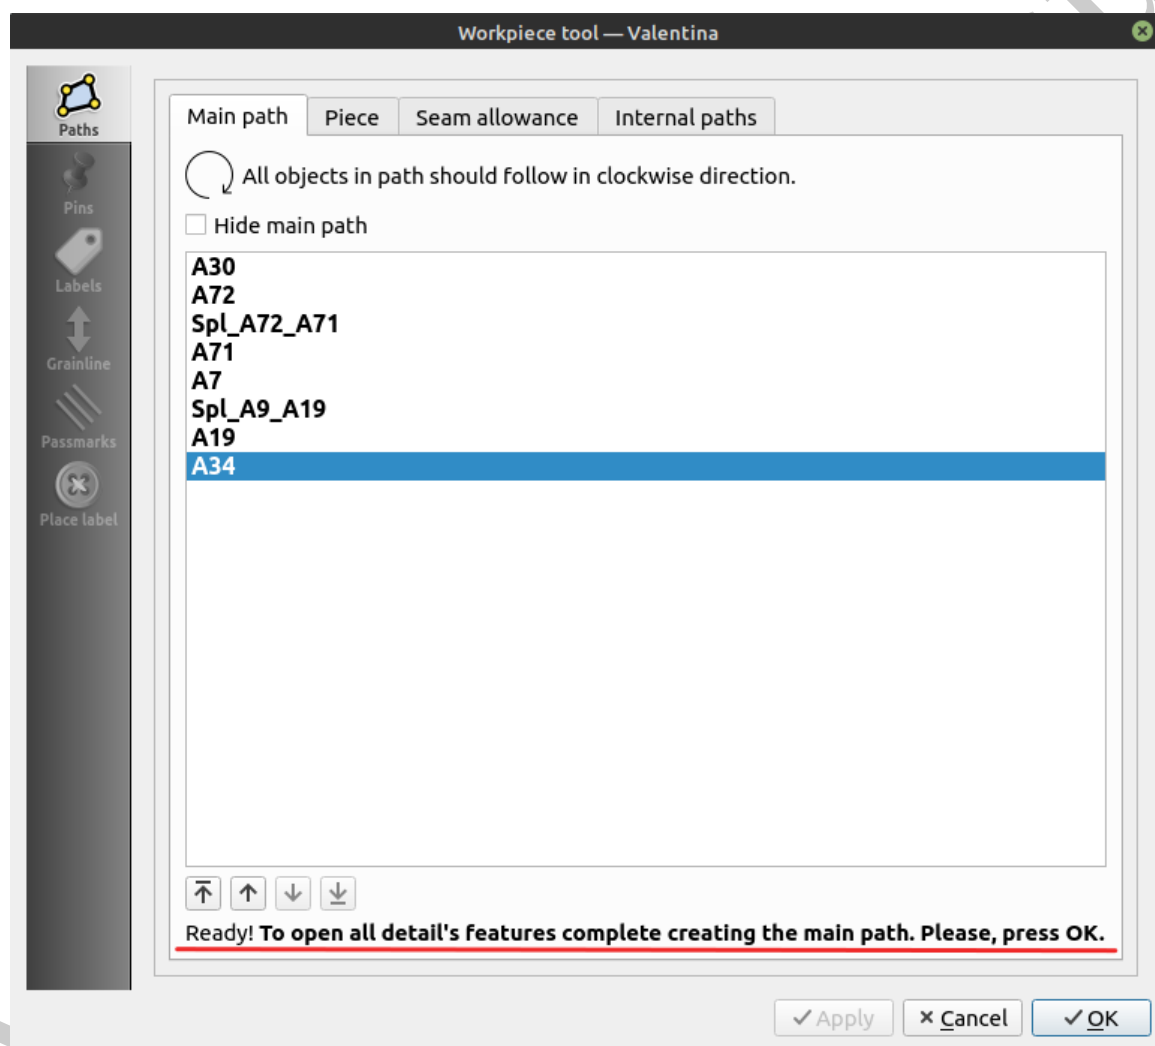 Workpiece tool — Valentina
Paths
Pins
Labels
Grainline
Passmarks
Place label
Main path
Piece
Seam allowance
Internal paths
All objects in path should follow in clockwise direction.
Hide main path
A30
A72
Spl_A72_A71
A71
A7
Spl_A9_A19
A19
A34
Ready! To open all detail's features complete creating the main path. Please, press OK.
Apply
Cancel
OK